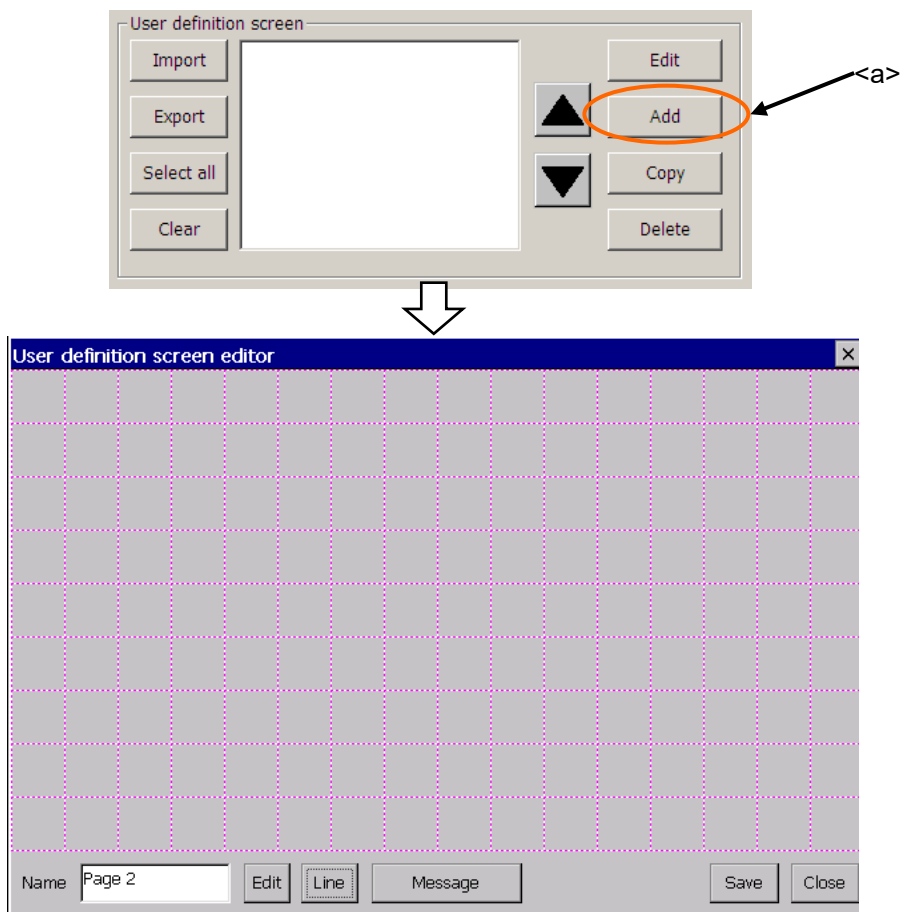 User definition screen
Import
Edit
<a>
Export
Add
Select all
Copy
Clear
Delete
User definition screen editor
Name Page 2 Edit Line Message Save Close